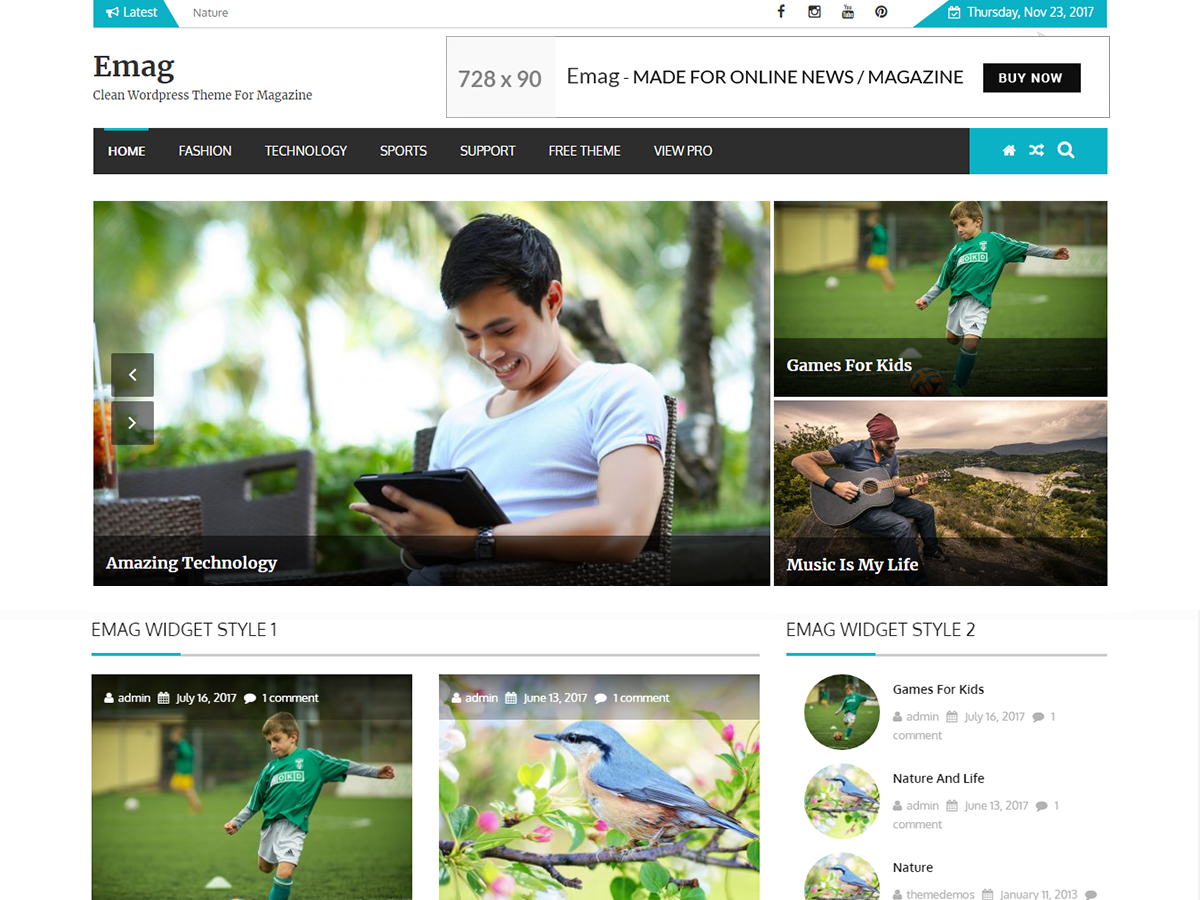 Latest
Nature
Thursday, Nov 23, 2017
Emag
Clean Wordpress Theme For Magazine
728 x 90
Emag - MADE FOR ONLINE NEWS / MAGAZINE
BUY NOW
HOME
FASHION
TECHNOLOGY
SPORTS
SUPPORT
FREE THEME
VIEW PRO
Amazing Technology
Games For Kids
Music Is My Life
EMAG WIDGET STYLE 1
admin July 16, 2017 1 comment
admin June 13, 2017 1 comment
EMAG WIDGET STYLE 2
Games For Kids
admin July 16, 2017 1
comment
Nature And Life
admin June 13, 2017 1
comment
Nature
themedemos January 11, 2013